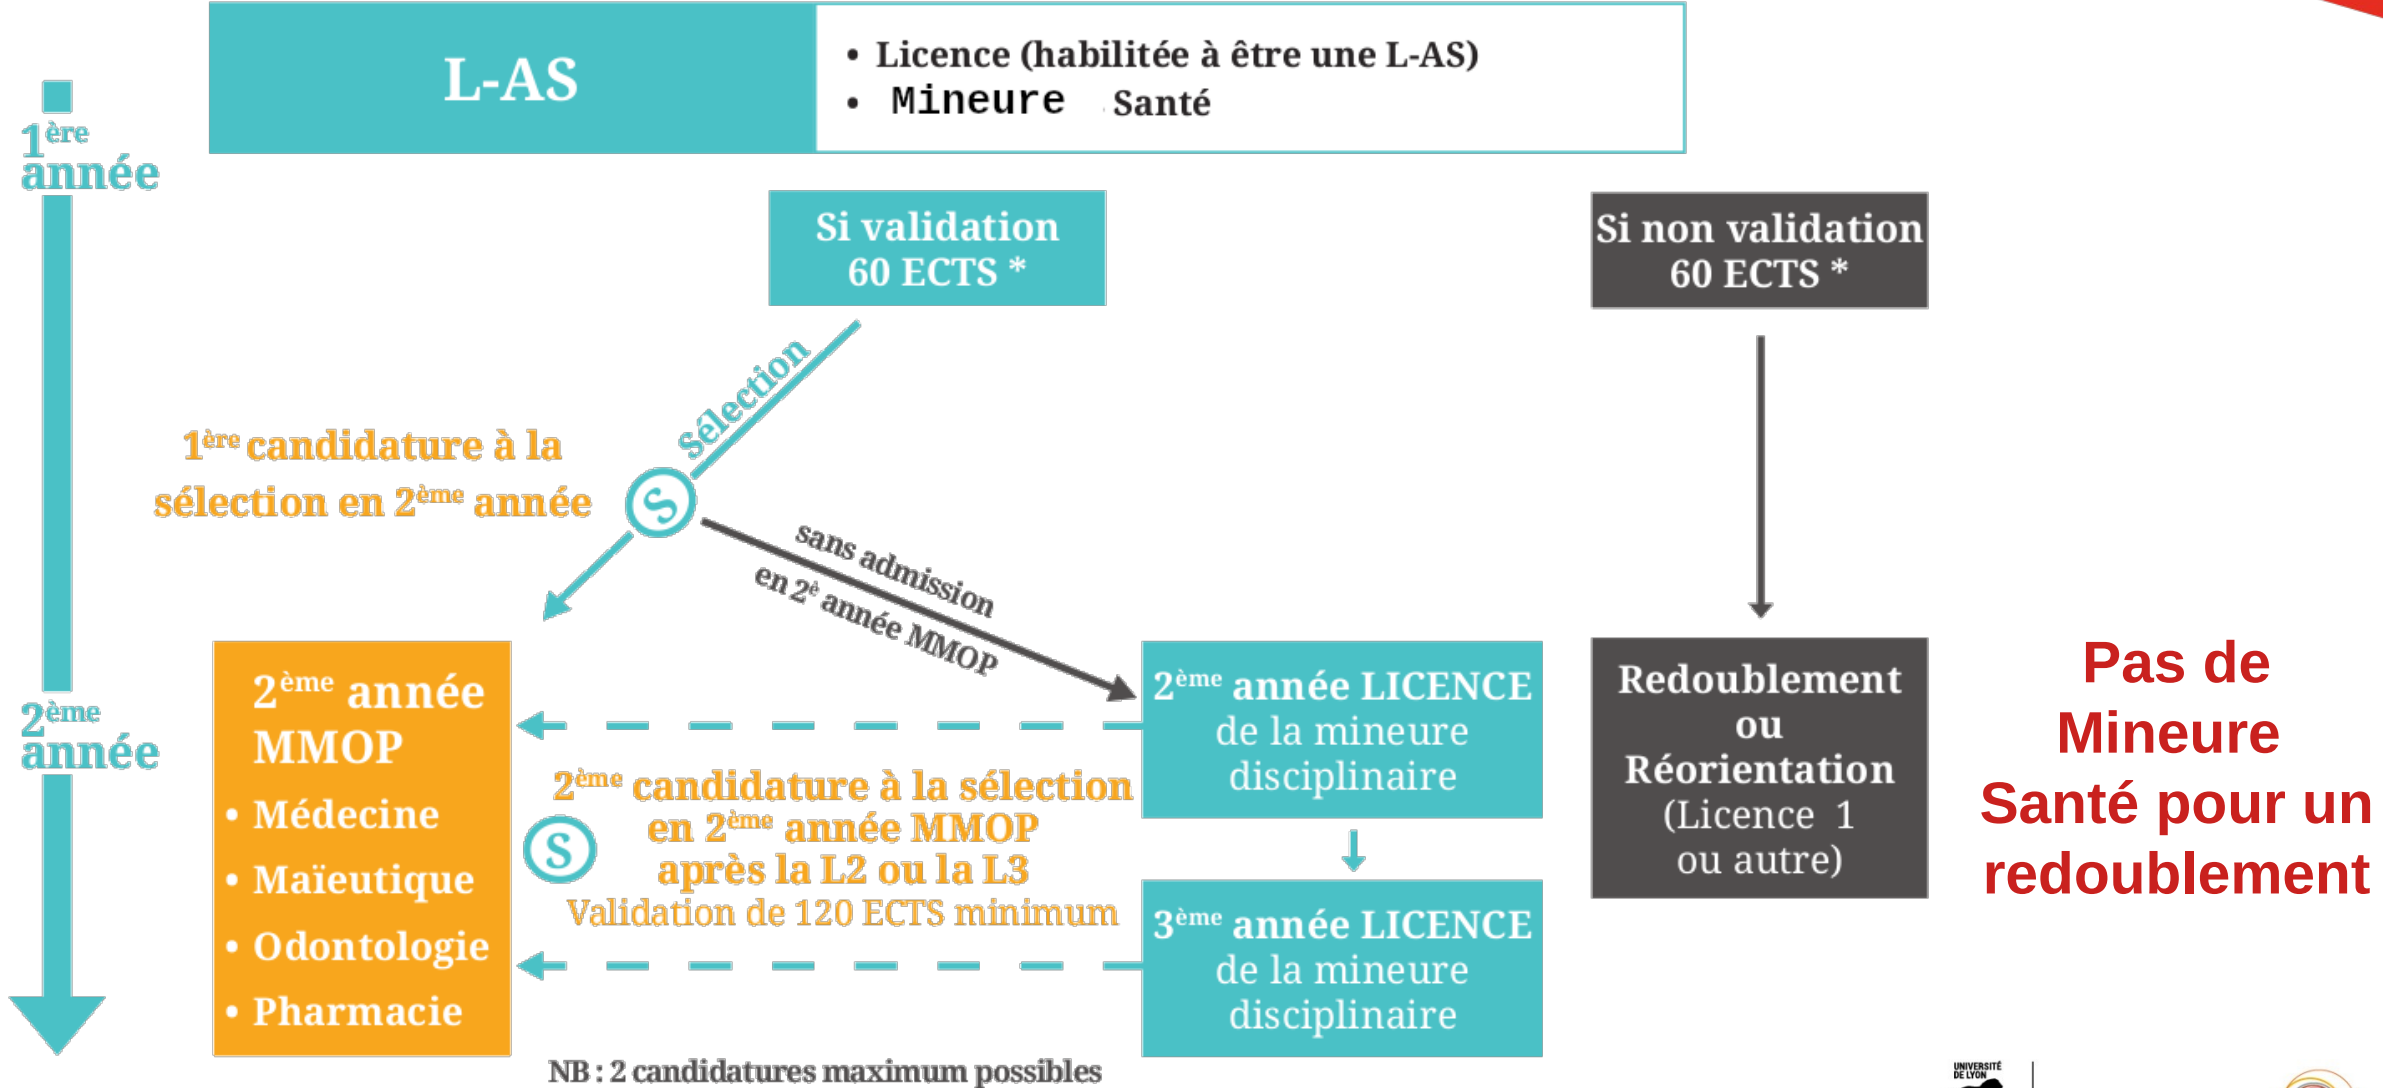 L-AS
• Licence (habilitée à être une L-AS)
• Mineure Santé
1ère
année
Si validation
60 ECTS *
Si non validation
60 ECTS *
Sélection
1ère candidature à la
sélection en 2ème année
S
sans admission
en 2è année MMOP
2ème
année
2ème année
MMOP
• Médecine
• Maïeutique
• Odontologie
• Pharmacie
2ème candidature à la sélection
en 2ème année MMOP
après la L2 ou la L3
Validation de 120 ECTS minimum
S
2ème année LICENCE
de la mineure
disciplinaire
3ème année LICENCE
de la mineure
disciplinaire
Redoublement
ou
Réorientation
(Licence 1
ou autre)
Pas de
Mineure
Santé pour un
redoublement
NB : 2 candidatures maximum possibles
UNIVERSITÉ
DE LYON